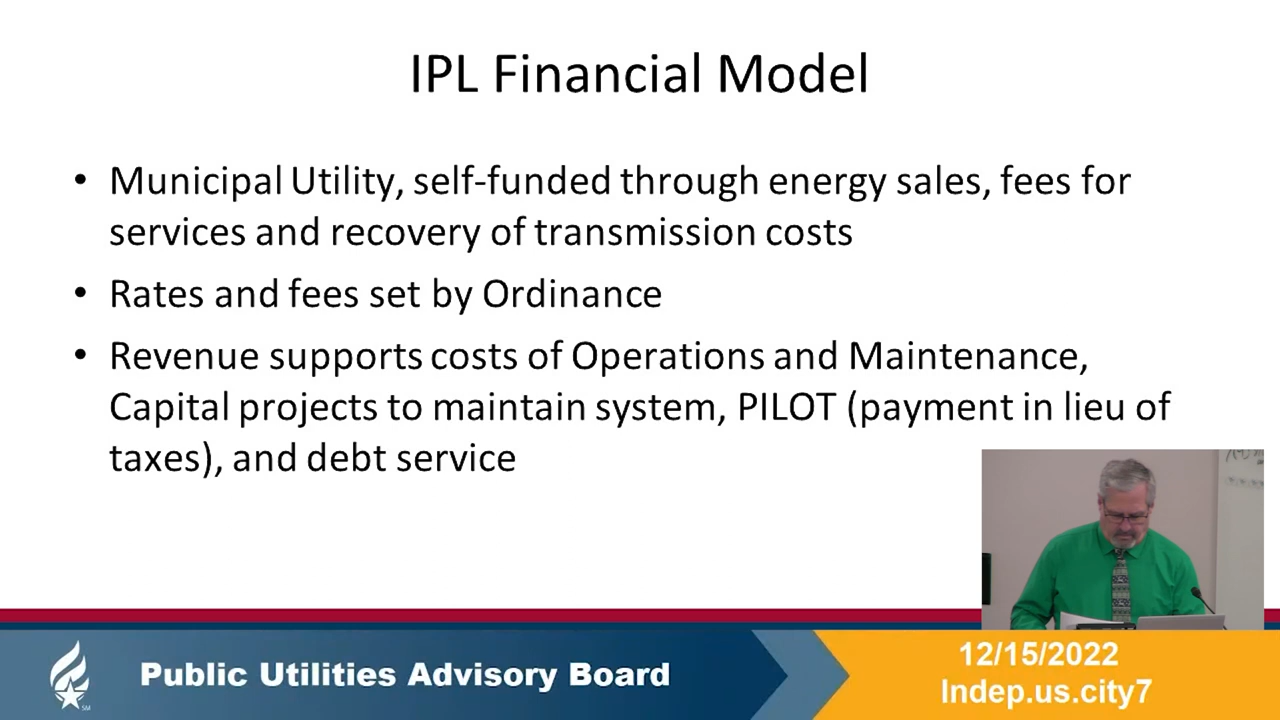 IPL Financial Model
• Municipal Utility, self-funded through energy sales, fees for
services and recovery of transmission costs
• Rates and fees set by Ordinance
• Revenue supports costs of Operations and Maintenance,
Capital projects to maintain system, PILOT (payment in lieu of
taxes), and debt service
Public Utilities Advisory Board
12/15/2022
Indep.us.city7
SM